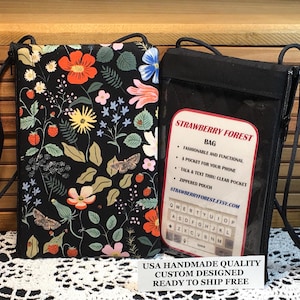 STRAWBERRY FOREST
BAG
• FASHIONABLE AND FUNCTIONAL
• A POCKET FOR YOUR PHONE
• TALK & TEXT THRU CLEAR POCKET
• ZIPPERED POUCH
STRAWBERRYFOREST.ETSY.COM
USA HANDMADE QUALITY
CUSTOM DESIGNED
READY TO SHIP FREE